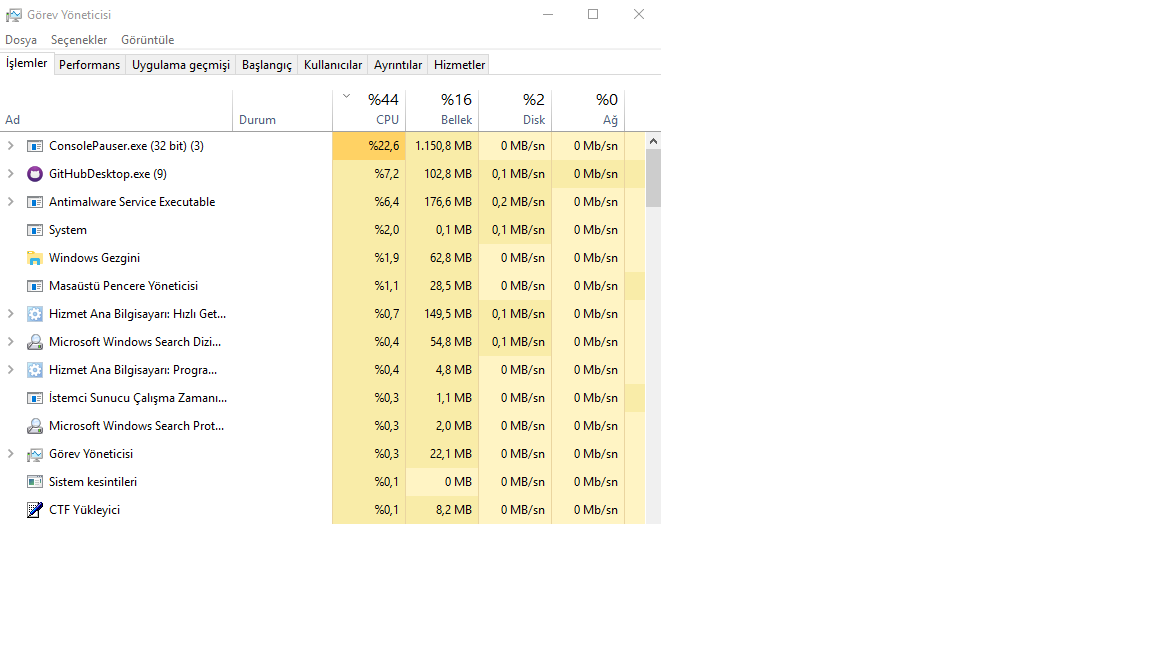 Görev Yöneticisi
Dosya Seçenekler Görüntüle
İşlemler Performans Uygulama geçmişi Başlangıç Kullanıcılar Ayrıntılar Hizmetler
%44 %16 %2 %0
Ad Durum CPU Bellek Disk Ağ
ConsolePauser.exe (32 bit) (3) %22,6 1.150,8 MB 0 MB/sn 0 Mb/sn
GitHubDesktop.exe (9) %7,2 102,8 MB 0,1 MB/sn 0 Mb/sn
Antimalware Service Executable %6,4 176,6 MB 0,2 MB/sn 0 Mb/sn
System %2,0 0,1 MB 0,1 MB/sn 0 Mb/sn
Windows Gezgini %1,9 62,8 MB 0 MB/sn 0 Mb/sn
Masaüstü Pencere Yöneticisi %1,1 28,5 MB 0 MB/sn 0 Mb/sn
Hizmet Ana Bilgisayarı: Hızlı Get... %0,7 149,5 MB 0,1 MB/sn 0 Mb/sn
Microsoft Windows Search Dizi... %0,4 54,8 MB 0,1 MB/sn 0 Mb/sn
Hizmet Ana Bilgisayarı: Progra... %0,4 4,8 MB 0 MB/sn 0 Mb/sn
İstemci Sunucu Çalışma Zamanı... %0,3 1,1 MB 0 MB/sn 0 Mb/sn
Microsoft Windows Search Prot... %0,3 2,0 MB 0 MB/sn 0 Mb/sn
Görev Yöneticisi %0,3 22,1 MB 0 MB/sn 0 Mb/sn
Sistem kesintileri %0,1 0 MB 0 MB/sn 0 Mb/sn
CTF Yükleyici %0,1 8,2 MB 0 MB/sn 0 Mb/sn